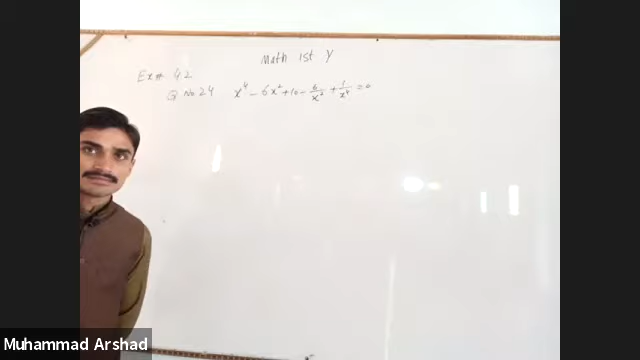 Math 1st Y
Ex# 4.2
Q No 24 x⁴ - 6x² + 10 - 6/x² + 1/x⁴ = 0
Muhammad Arshad